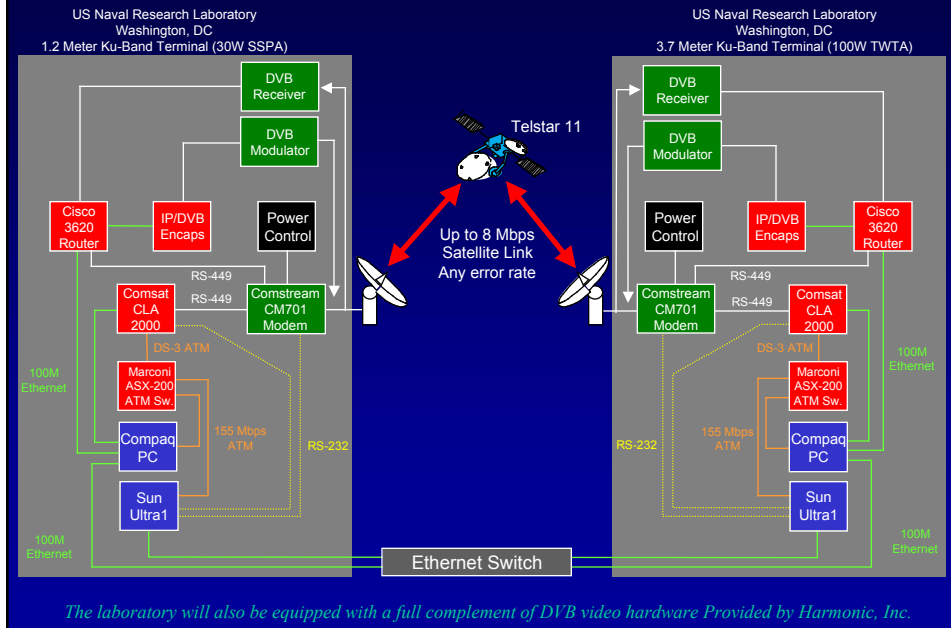 US Naval Research Laboratory
Washington, DC
1.2 Meter Ku-Band Terminal (30W SSPA)
DVB
Receiver
DVB
Modulator
Cisco
3620
Router
IP/DVB
Encaps
Power
Control
RS-449
RS-449
Comsat
CLA
2000
Comstream
CM701
Modem
DS-3 ATM
100M
Ethernet
Marconi
ASX-200
ATM Sw.
155 Mbps
ATM
RS-232
Compaq
PC
Sun
Ultra1
100M
Ethernet
Telstar 11
Up to 8 Mbps
Satellite Link
Any error rate
US Naval Research Laboratory
Washington, DC
3.7 Meter Ku-Band Terminal (100W TWTA)
DVB
Receiver
DVB
Modulator
Power
Control
IP/DVB
Encaps
Cisco
3620
Router
RS-449
RS-449
Comstream
CM701
Modem
Comsat
CLA
2000
DS-3 ATM
100M
Ethernet
Marconi
ASX-200
ATM Sw.
155 Mbps
ATM
RS-232
Compaq
PC
Sun
Ultra1
100M
Ethernet
Ethernet Switch
The laboratory will also be equipped with a full complement of DVB video hardware Provided by Harmonic, Inc.